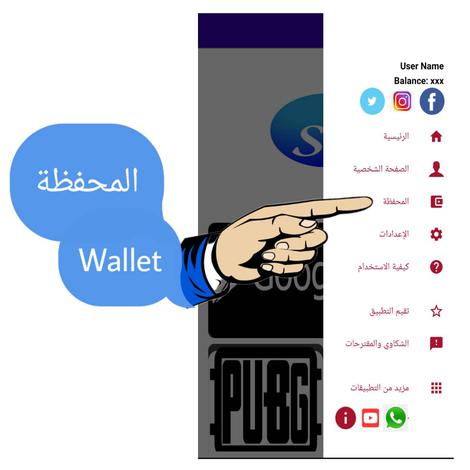 User Name
Balance: xxx
الرئيسية
الصفحة الشخصية
المحفظة
الإعدادات
كيفية الاستخدام
تقيم التطبيق
الشكاوي والمقترحات
مزيد من التطبيقات
المحفظة
Wallet
Goog
PUBG